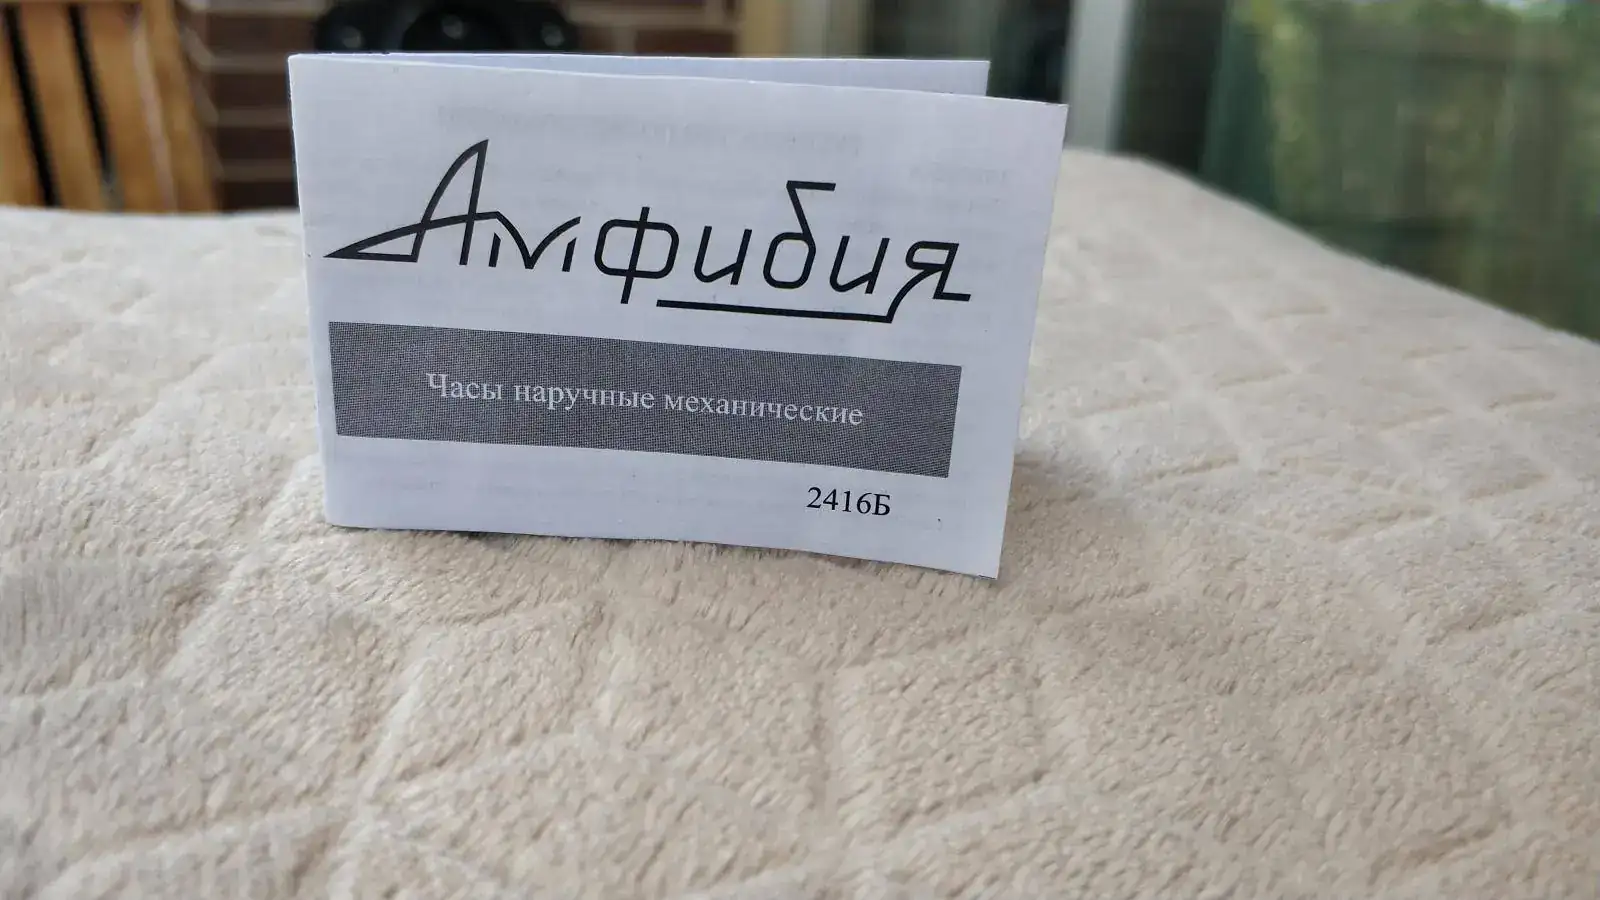 Амфибия
Часы наручные механические
2416Б